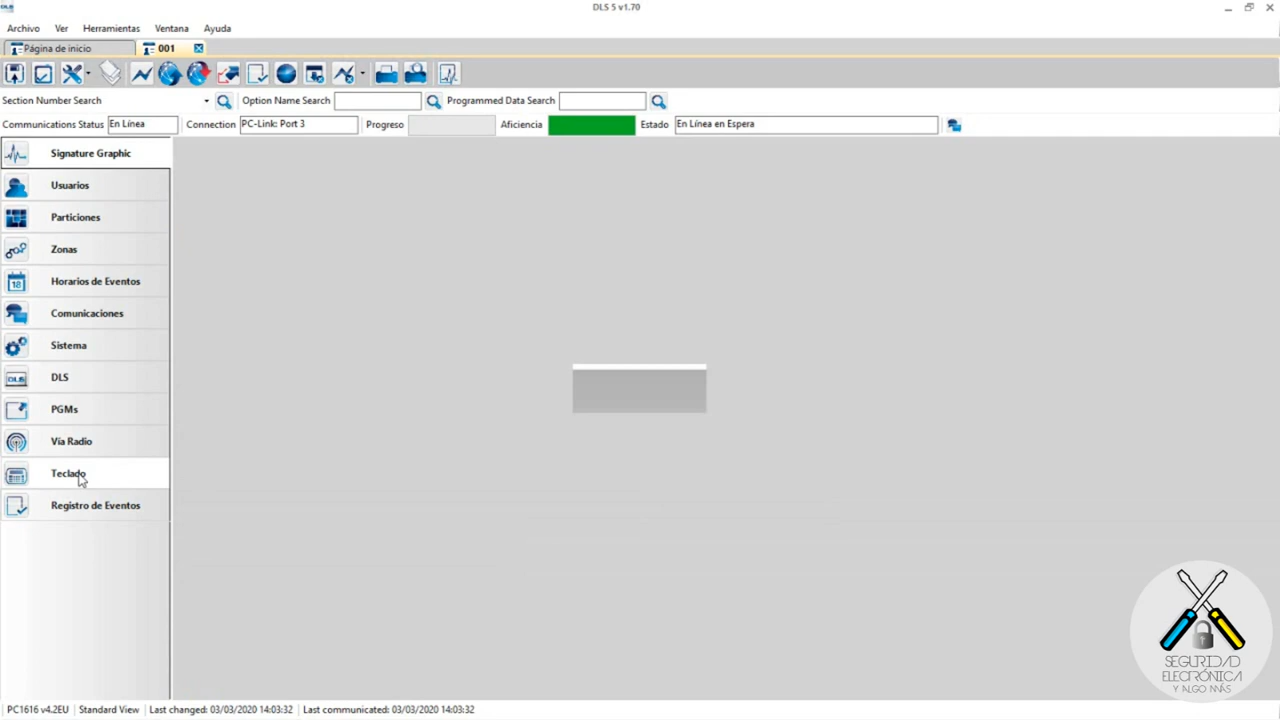 DLS 5 v1.70
Archivo Ver Herramientas Ventana Ayuda
Página de inicio 001
Section Number Search Option Name Search Programmed Data Search
Communications Status En Línea Connection PC-Link: Port 3 Progreso Aficiencia Estado En Línea en Espera
Signature Graphic
Usuarios
Particiones
Zonas
18 Horarios de Eventos
Comunicaciones
Sistema
DLS DLS
PGMs
Vía Radio
Teclado
Registro de Eventos
SEGURIDAD
ELECTRÓNICA
Y ALGO MÁS
PC1616 v4.2EU Standard View Last changed: 03/03/2020 14:03:32 Last communicated: 03/03/2020 14:03:32